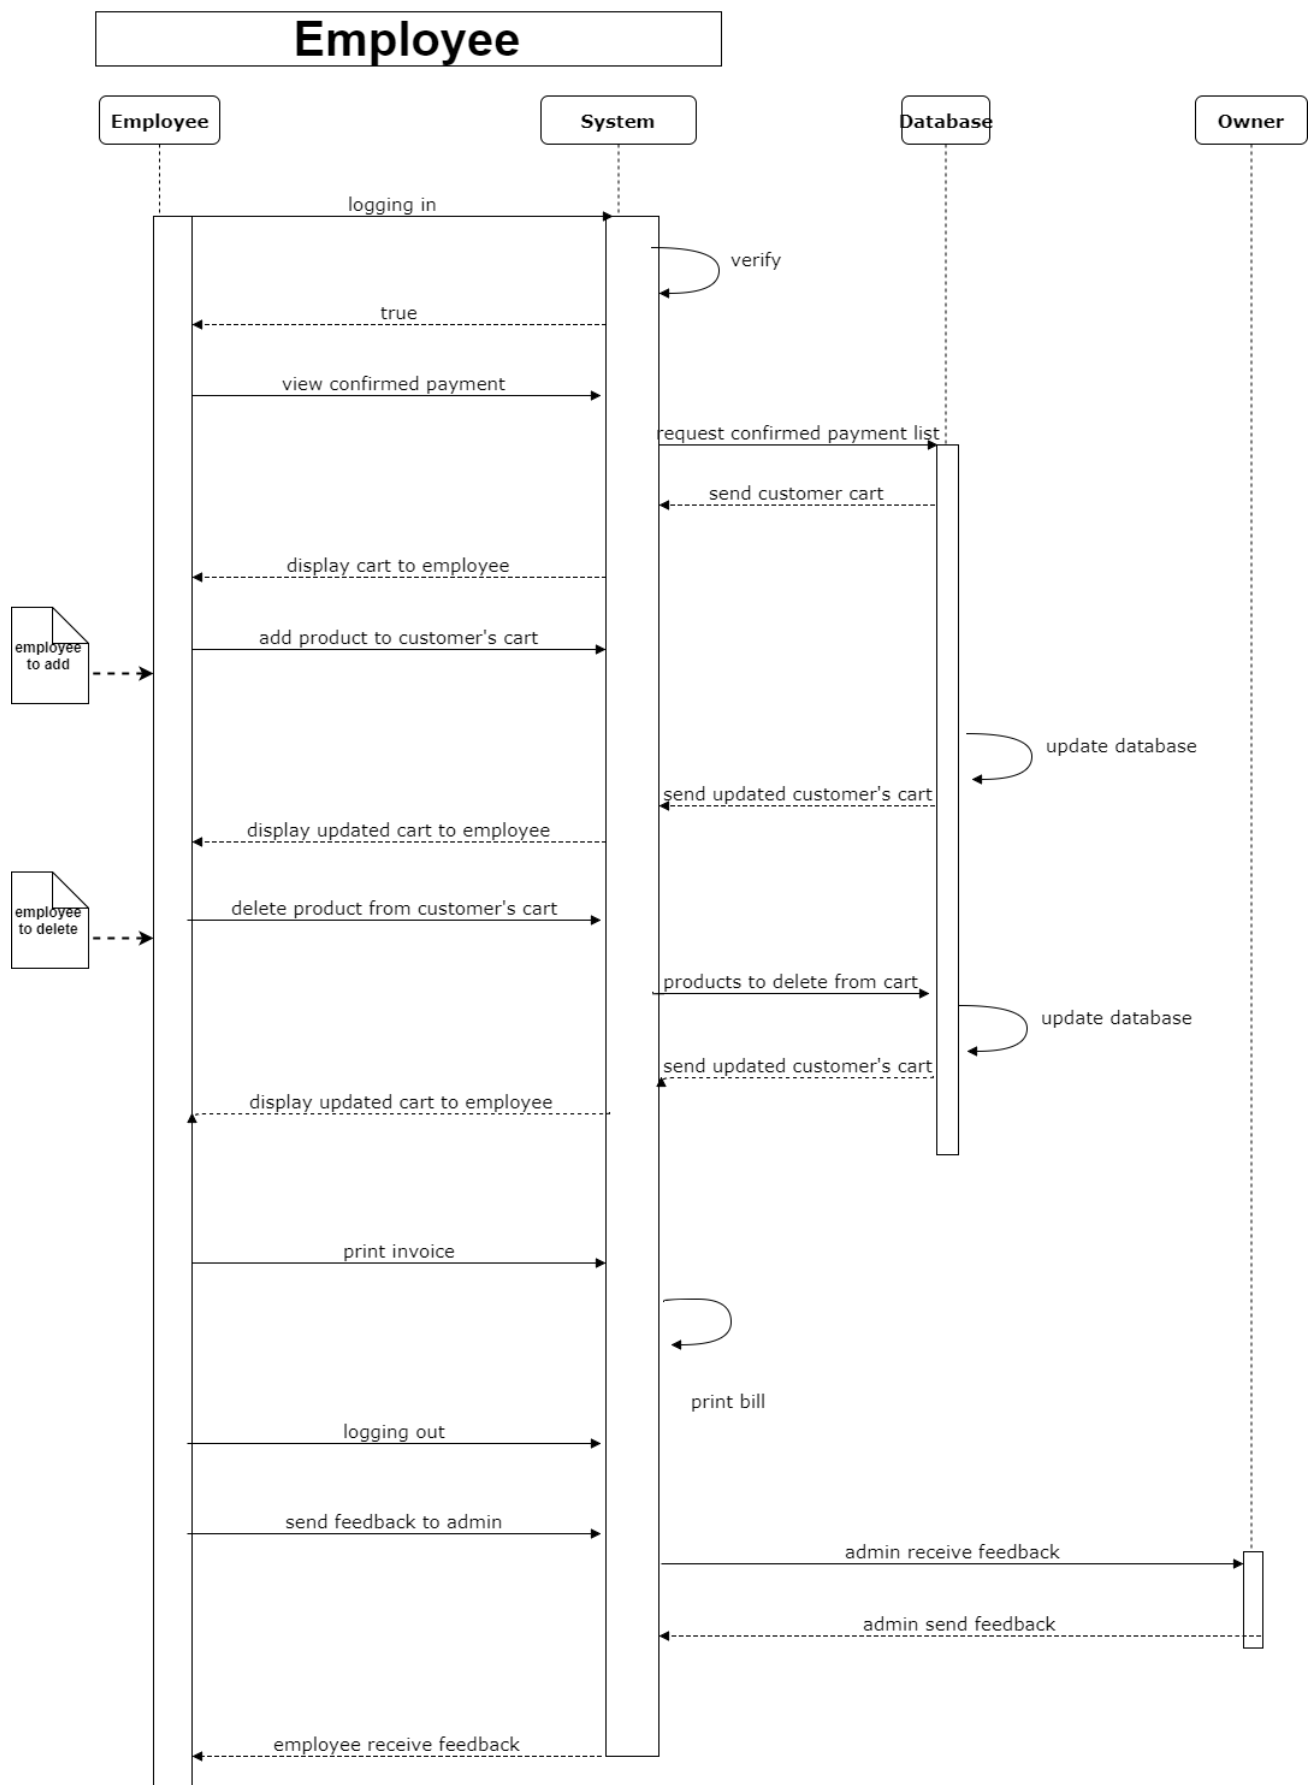 Employee
Employee
System
Database
Owner
logging in
verify
true
view confirmed payment
request confirmed payment list
send customer cart
display cart to employee
add product to customer's cart
employee
to add
update database
send updated customer's cart
display updated cart to employee
delete product from customer's cart
employee
to delete
products to delete from cart
update database
send updated customer's cart
display updated cart to employee
print invoice
print bill
logging out
send feedback to admin
admin receive feedback
admin send feedback
employee receive feedback